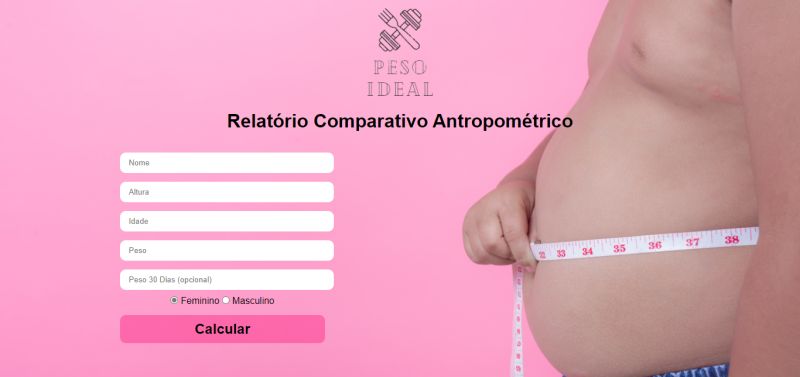 PESO
IDEAL
Relatório Comparativo Antropométrico
Nome
Altura
Idade
Peso
Peso 30 Dias (opcional)
Feminino Masculino
Calcular
32 33 34 35 36 37 38